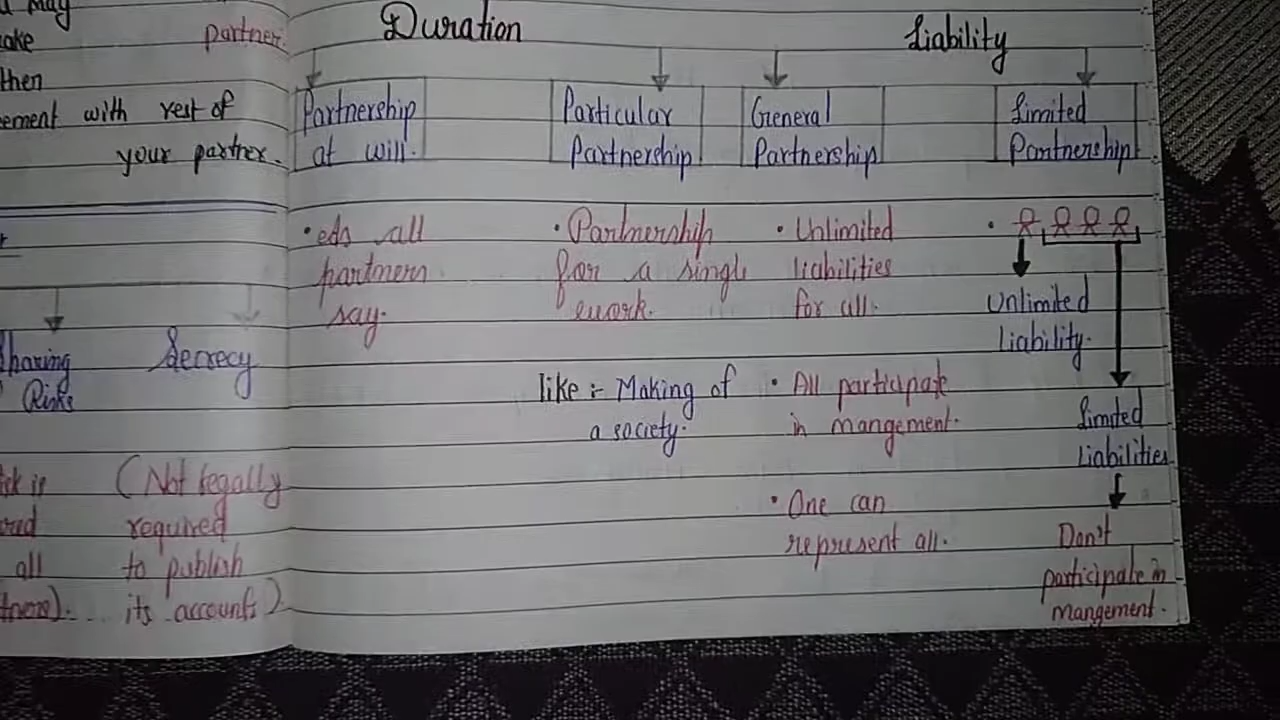 may
partner.
then
with rest of
your partner.
Sharing
Risks
Secrecy
(Not legally
required
to publish
its accounts).
all
Duration
Partnership
at will.
• eAs all
partners
say.
Particular
Partnership
• Partnership
for a single
work.
like :- Making of
a society.
Liability
General
Partnership
• Unlimited
liabilities
for all.
• All participate
in mangement.
• One can
represent all.
Limited
Partnership
Unlimited
Liability.
Limited
Liabilities
Don't
participate in
mangement.